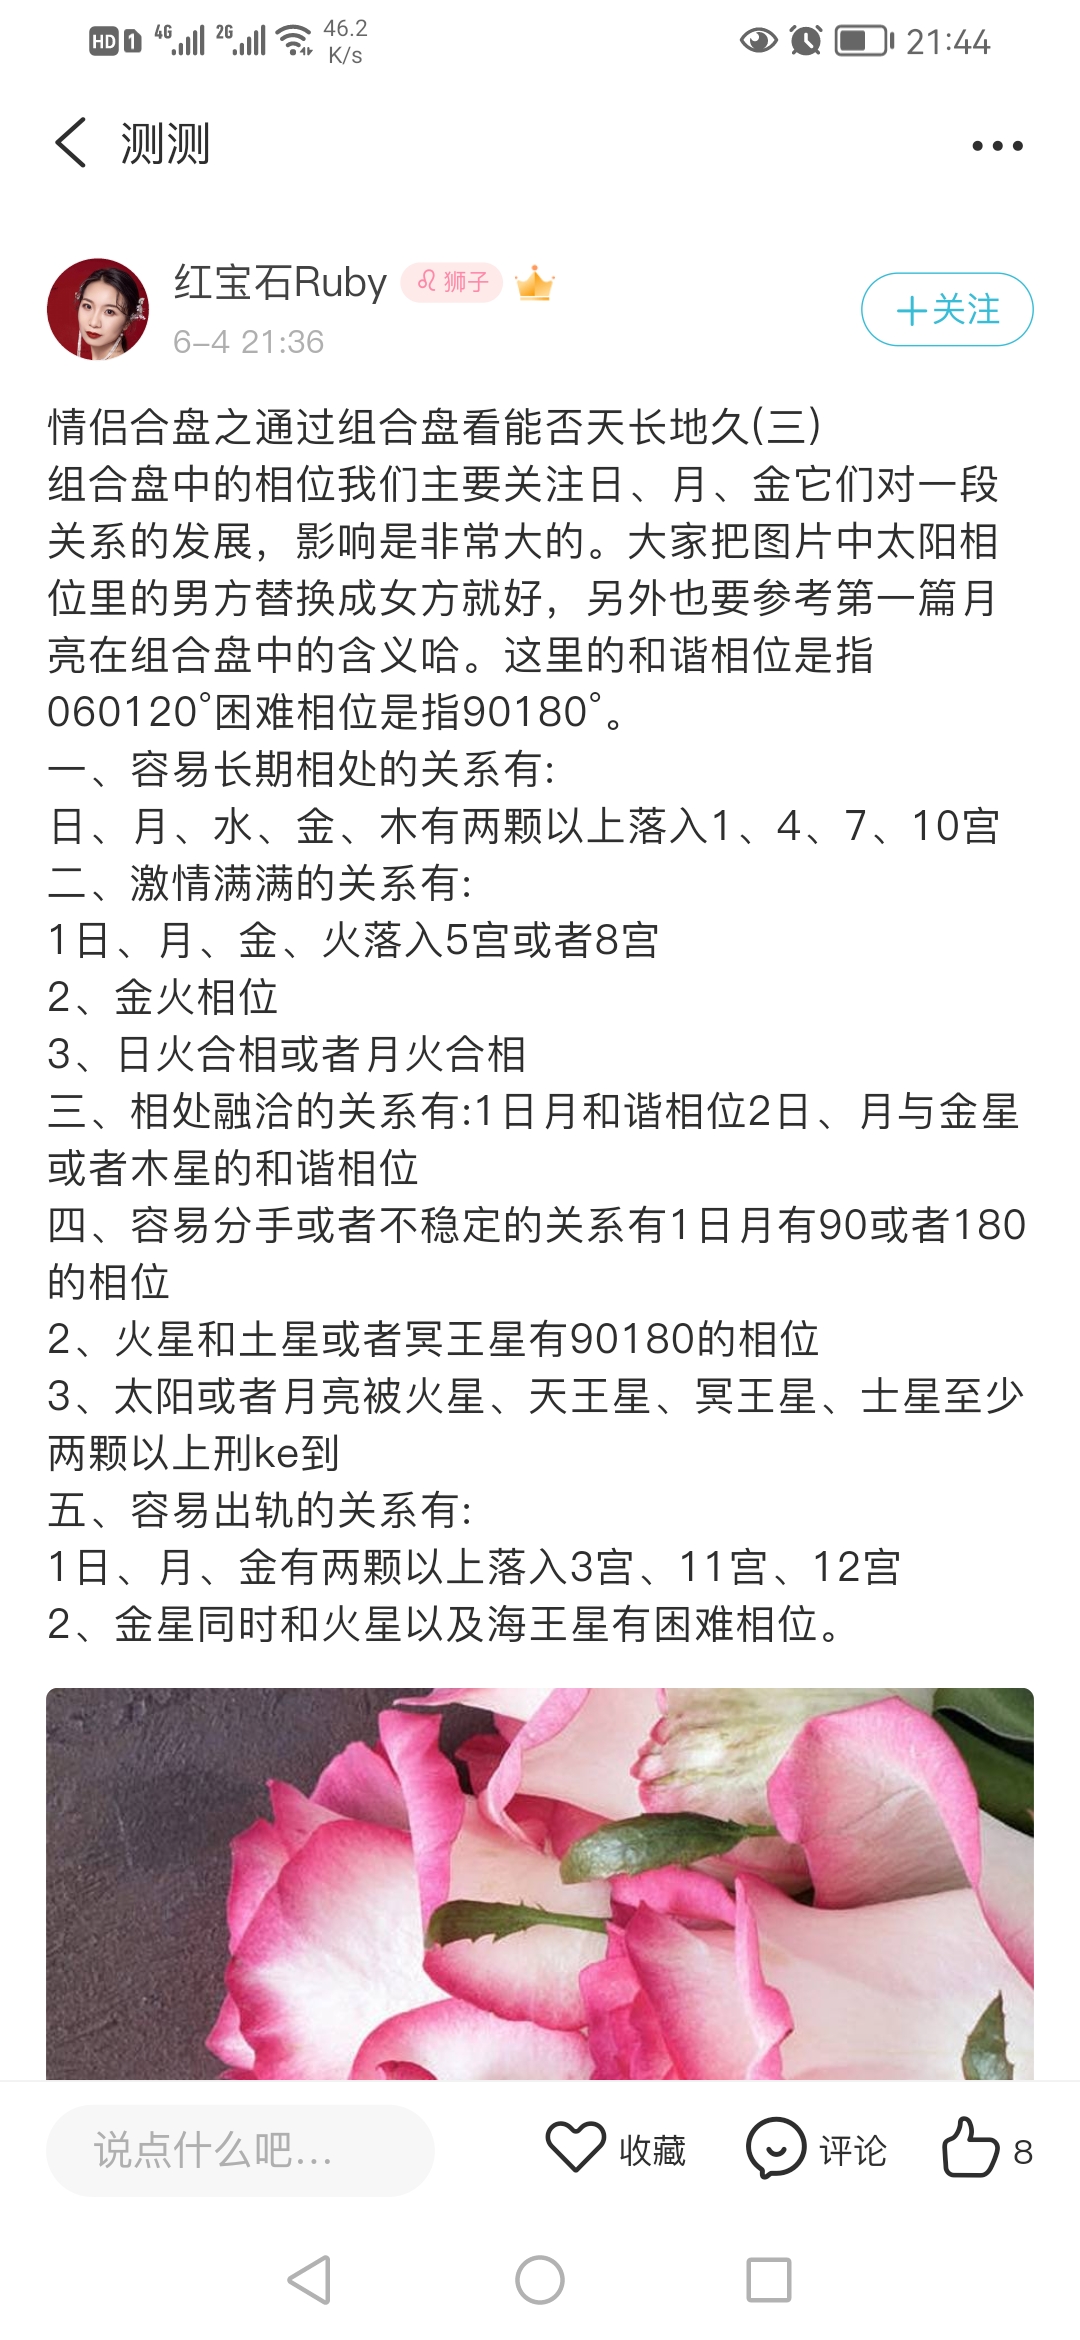 HD 1 4G 2G 46.2 K/s 21:44
测测
红宝石Ruby 狮子
6-4 21:36
+关注
情侣合盘之通过组合盘看能否天长地久(三)
组合盘中的相位我们主要关注日、月、金它们对一段
关系的发展，影响是非常大的。大家把图片中太阳相
位里的男方替换成女方就好，另外也要参考第一篇月
亮在组合盘中的含义哈。这里的和谐相位是指
060120°困难相位是指90180°。
一、容易长期相处的关系有:
日、月、水、金、木有两颗以上落入1、4、7、10宫
二、激情满满的关系有:
1日、月、金、火落入5宫或者8宫
2、金火相位
3、日火合相或者月火合相
三、相处融洽的关系有:1日月和谐相位2日、月与金星
或者木星的和谐相位
四、容易分手或者不稳定的关系有1日月有90或者180
的相位
2、火星和土星或者冥王星有90180的相位
3、太阳或者月亮被火星、天王星、冥王星、士星至少
两颗以上刑ke到
五、容易出轨的关系有:
1日、月、金有两颗以上落入3宫、11宫、12宫
2、金星同时和火星以及海王星有困难相位。
说点什么吧... 收藏 评论 8